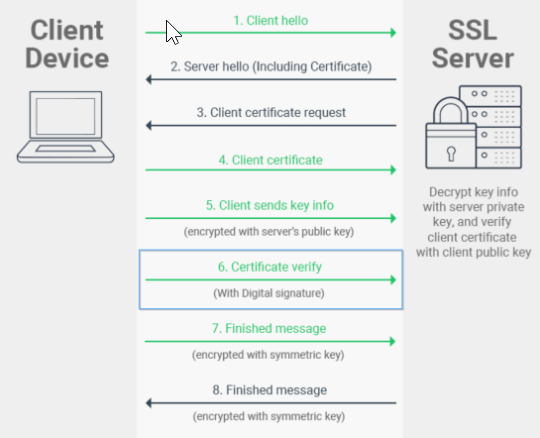 Client
Device
SSL
Server
1. Client hello
2. Server hello (Including Certificate)
3. Client certificate request
4. Client certificate
5. Client sends key info
(encrypted with server's public key)
6. Certificate verify
(With Digital signature)
7. Finished message
(encrypted with symmetric key)
8. Finished message
(encrypted with symmetric key)
Decrypt key info
with server private
key, and verify
client certificate
with client public key